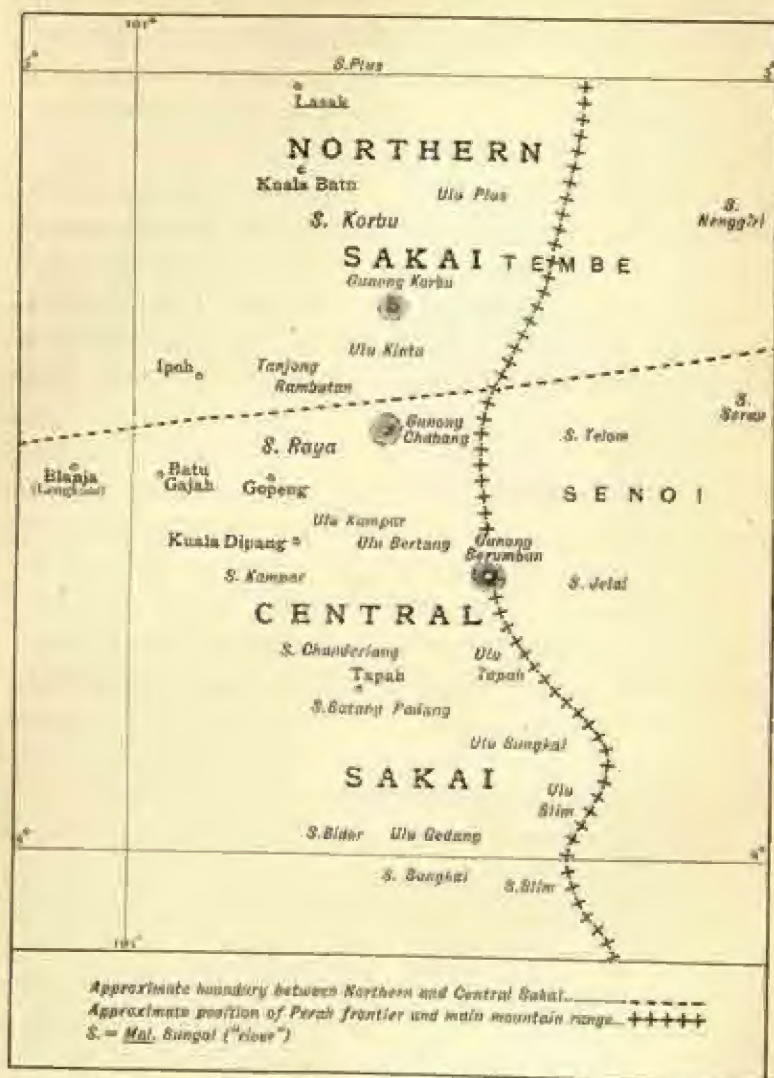 101°
5°
5°
S. Plus
Lasak
NORTHERN
Kuala Batu
Ulu Plus
S. Korbu
S. Nenggiri
SAKAI
TEMBE
Gunong Korbu
Ulu Kinta
Ipoh
Tanjong Rambutan
Gunong Chabang
S. Raya
S. Telom
S.
Blanja
Batu Gajah
Gopeng
SENOI
Ulu Kampar
Kuala Dipang
Ulu Bertang
Gunong Berumban
S. Kampar
S. Jelai
CENTRAL
S. Chanderiang
Ulu Tapah
Tapah
S. Batang Padang
Ulu Sungkai
SAKAI
Ulu Slim
S. Bidor
Ulu Gedang
4°
4°
S. Sungkai
S. Slim
101°
Approximate boundary between Northern and Central Sakai
Approximate position of Perak frontier and main mountain range
S. = Mal. Sungai ("river")